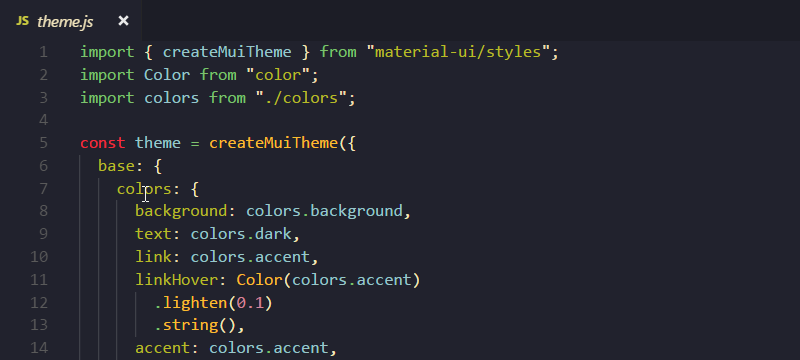 JS theme.js ×
1 import { createMuiTheme } from "material-ui/styles";
2 import Color from "color";
3 import colors from "./colors";
4
5 const theme = createMuiTheme({
6 base: {
7 colors: {
8 background: colors.background,
9 text: colors.dark,
10 link: colors.accent,
11 linkHover: Color(colors.accent)
12 .lighten(0.1)
13 .string(),
14 accent: colors.accent,